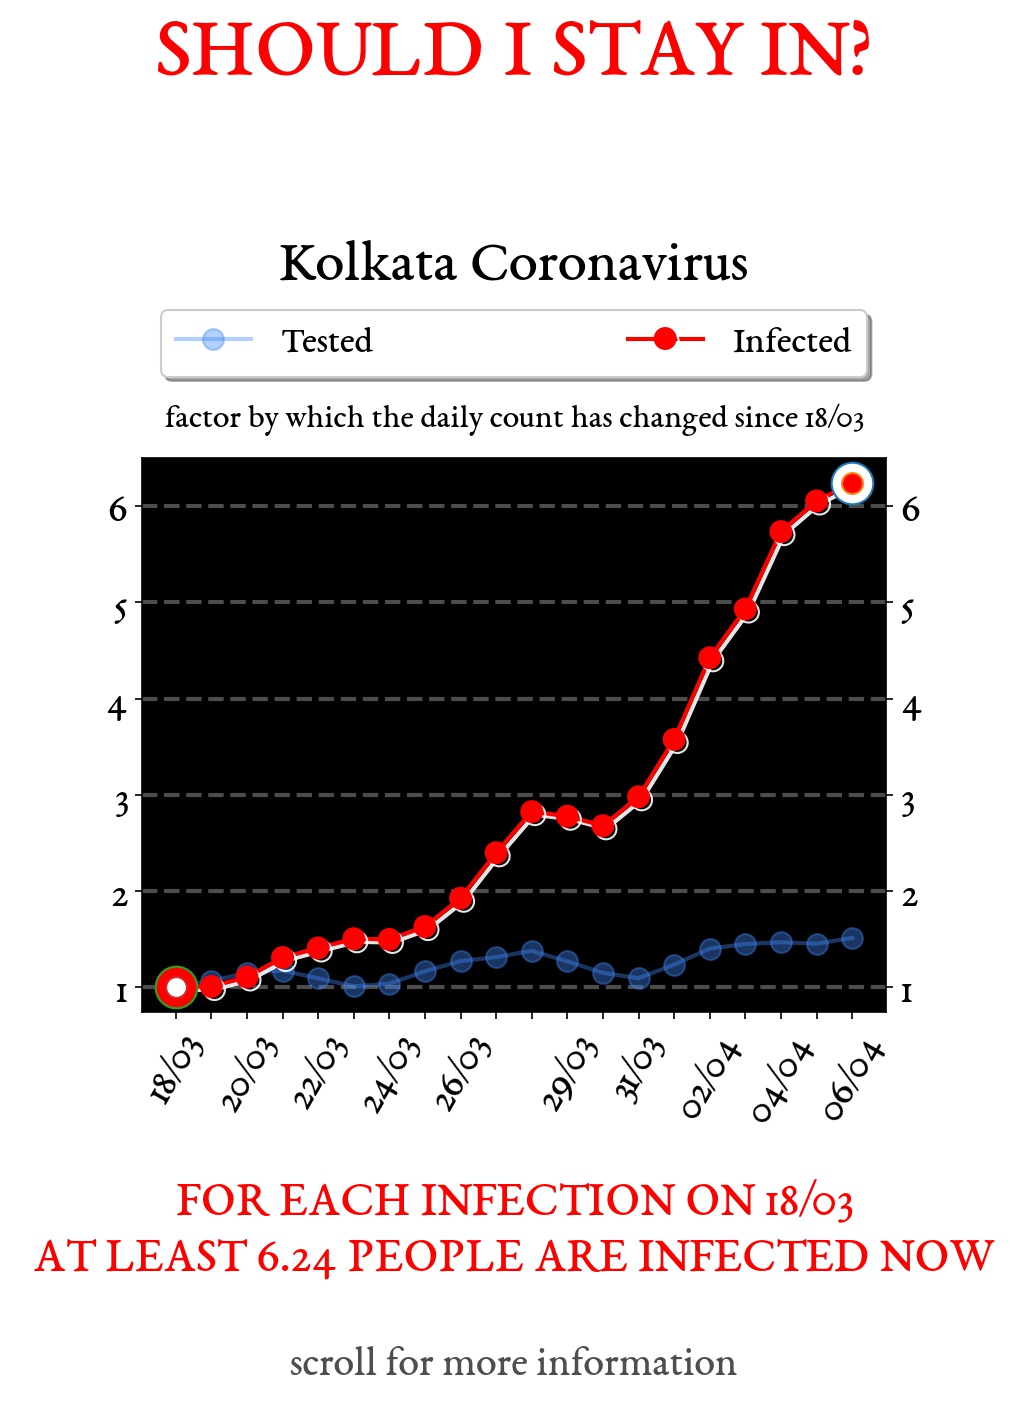 SHOULD I STAY IN?
Kolkata Coronavirus
Tested Infected
factor by which the daily count has changed since 18/03
6 6
5 5
4 4
3 3
2 2
1 1
18/03 20/03 22/03 24/03 26/03 29/03 31/03 02/04 04/04 06/04
FOR EACH INFECTION ON 18/03
AT LEAST 6.24 PEOPLE ARE INFECTED NOW
scroll for more information